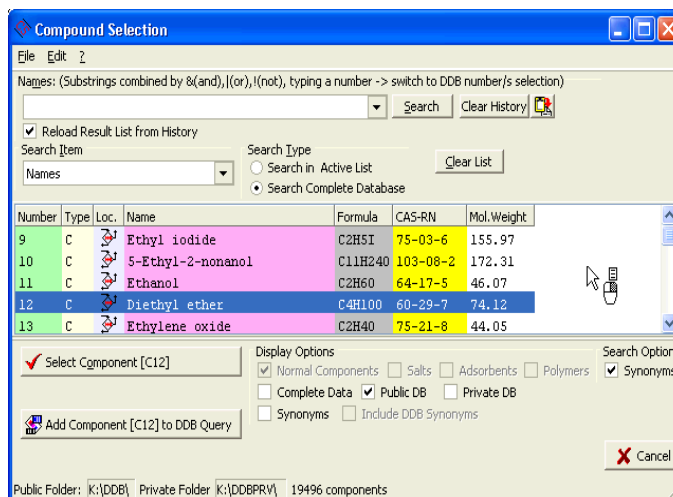 Compound Selection
File Edit ?
Names: (Substrings combined by &(and),|(or),!(not), typing a number -> switch to DDB number/s selection)
Search Clear History
Reload Result List from History
Search Item Search Type
Names Search in Active List Clear List
Search Complete Database
Number Type Loc. Name Formula CAS-RN Mol.Weight
9 C Ethyl iodide C2H5I 75-03-6 155.97
10 C 5-Ethyl-2-nonanol C11H24O 103-08-2 172.31
11 C Ethanol C2H6O 64-17-5 46.07
12 C Diethyl ether C4H10O 60-29-7 74.12
13 C Ethylene oxide C2H4O 75-21-8 44.05
Select Component [C12] Display Options Search Option
Normal Components Salts Adsorbents Polymers Synonyms
Complete Data Public DB Private DB
Add Component [C12] to DDB Query Synonyms Include DDB Synonyms
Cancel
Public Folder: K:\DDB\ Private Folder K:\DDBPRV\ 19496 components